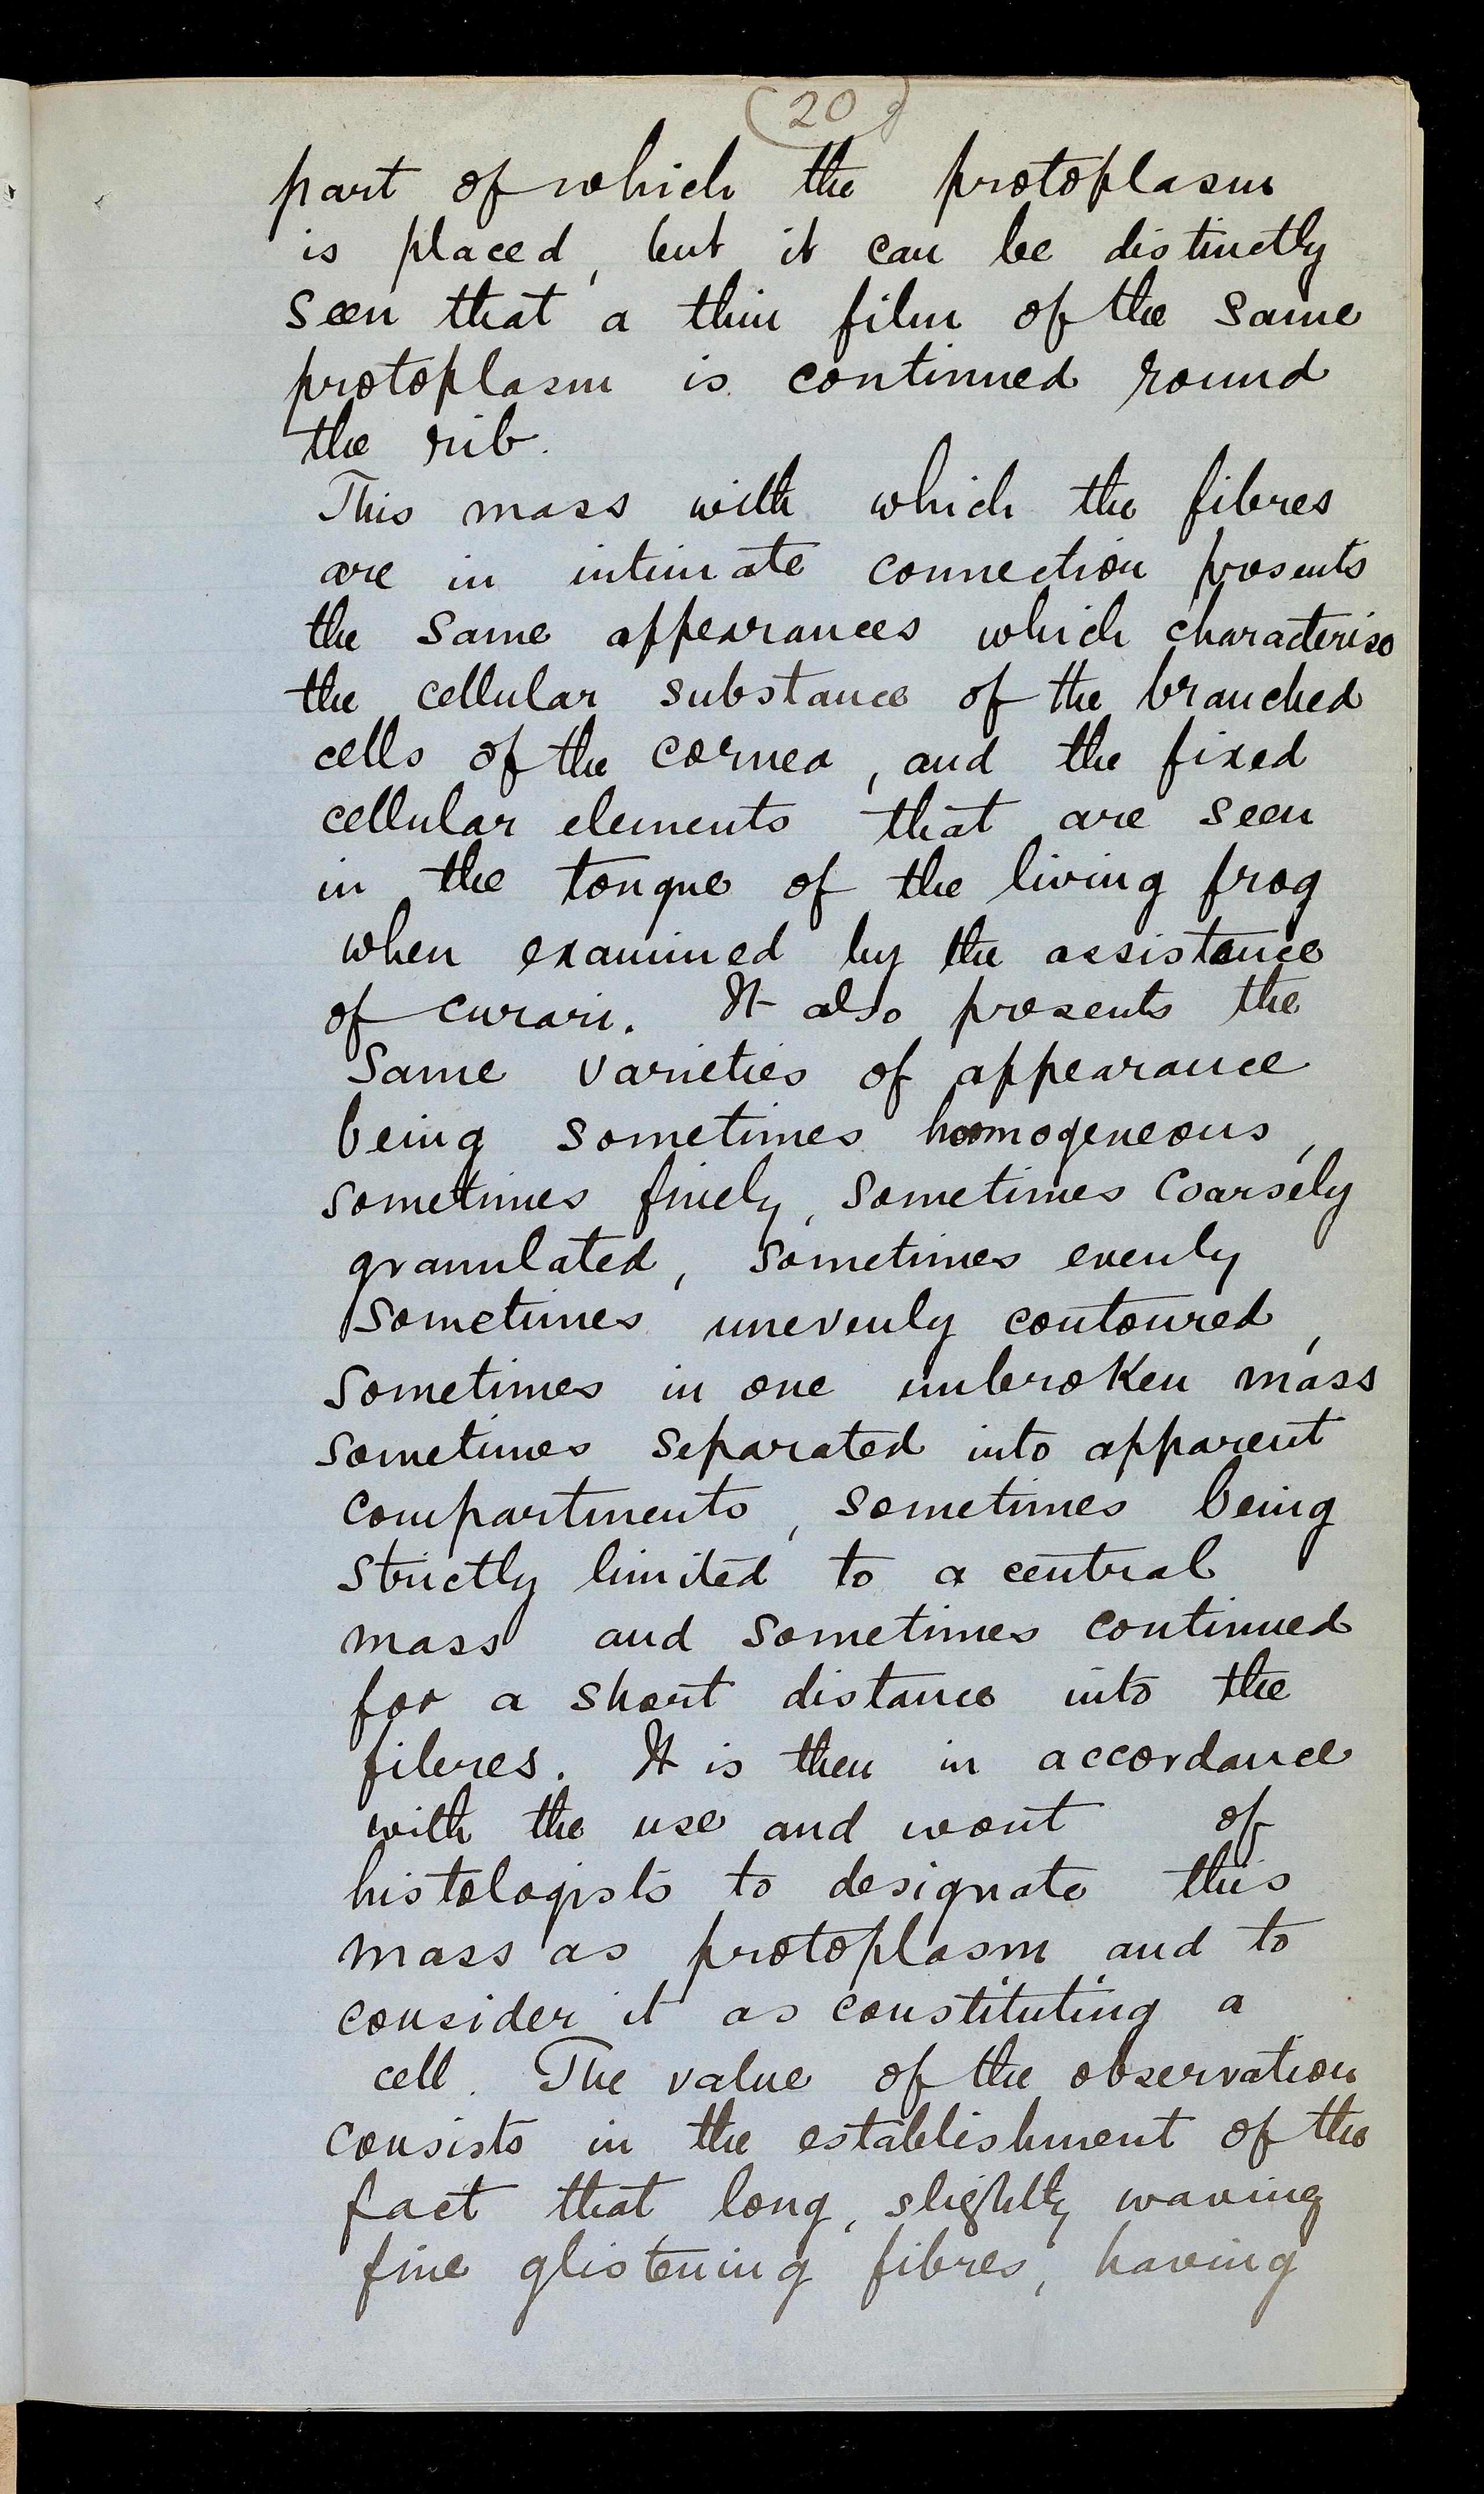 (20)
part of which the protoplasm
is placed, but it can be distinctly
seen that a thin film of the same
protoplasm is continued round
the rib.
This mass with which the fibres
are in intimate connection presents
the same appearances which characterise
the cellular substance of the branched
cells of the cornea, and the fixed
cellular elements that are seen
in the tongue of the living frog
when examined by the assistance
of curari. It also presents the
same varieties of appearance
being sometimes homogeneous,
sometimes finely, sometimes coarsely
granulated, sometimes evenly
sometimes unevenly contoured,
sometimes in one unbroken mass
sometimes separated into apparent
compartments, sometimes being
strictly limited to a central
mass and sometimes continued
for a short distance into the
fibres. It is then in accordance
with the use and wont of
histologists to designate this
mass as protoplasm and to
consider it as constituting a
cell. The value of the observation
consists in the establishment of the
fact that long, slightly waving
fine glistening fibres, having